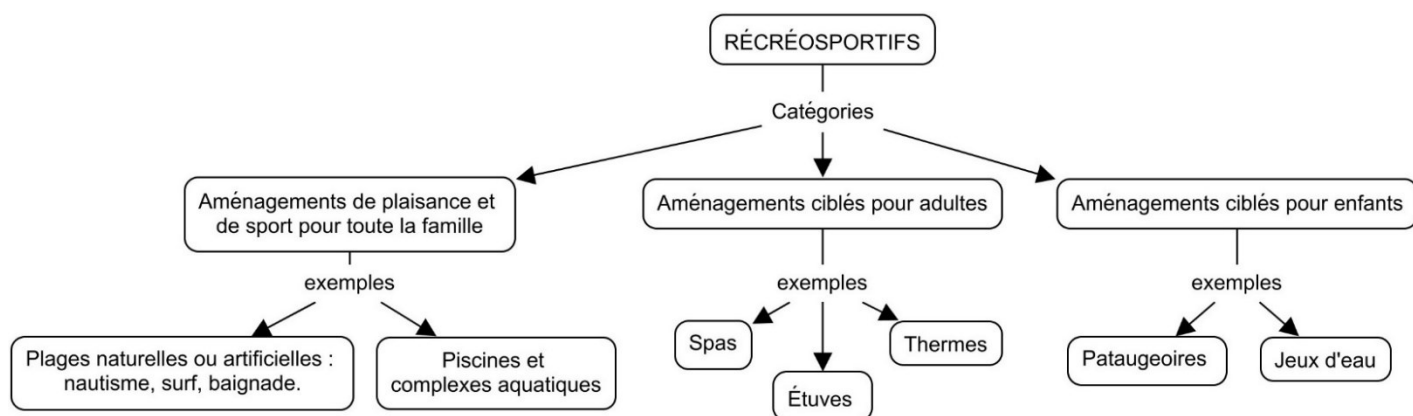 RÉCRÉOSPORTIFS
Catégories
Aménagements de plaisance et
de sport pour toute la famille
Aménagements ciblés pour adultes
Aménagements ciblés pour enfants
exemples
exemples
exemples
Plages naturelles ou artificielles :
nautisme, surf, baignade.
Piscines et
complexes aquatiques
Spas
Étuves
Thermes
Pataugeoires
Jeux d'eau